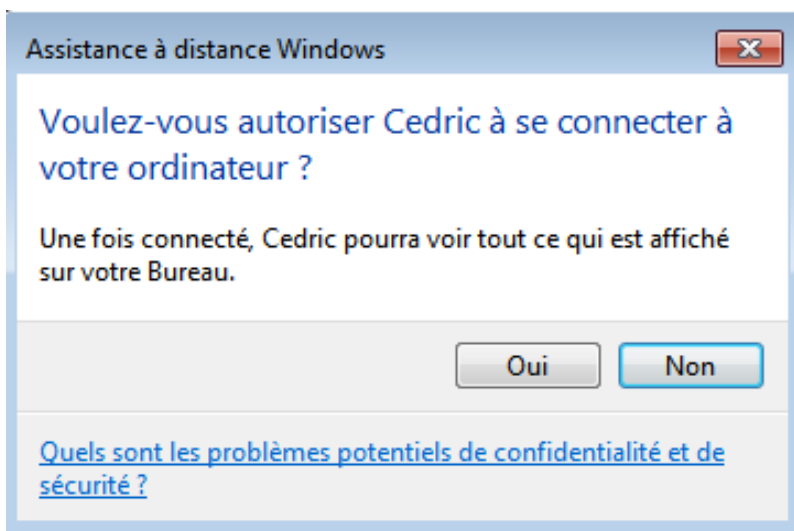 Assistance à distance Windows
Voulez-vous autoriser Cedric à se connecter à
votre ordinateur ?
Une fois connecté, Cedric pourra voir tout ce qui est affiché
sur votre Bureau.
Oui Non
Quels sont les problèmes potentiels de confidentialité et de
sécurité ?